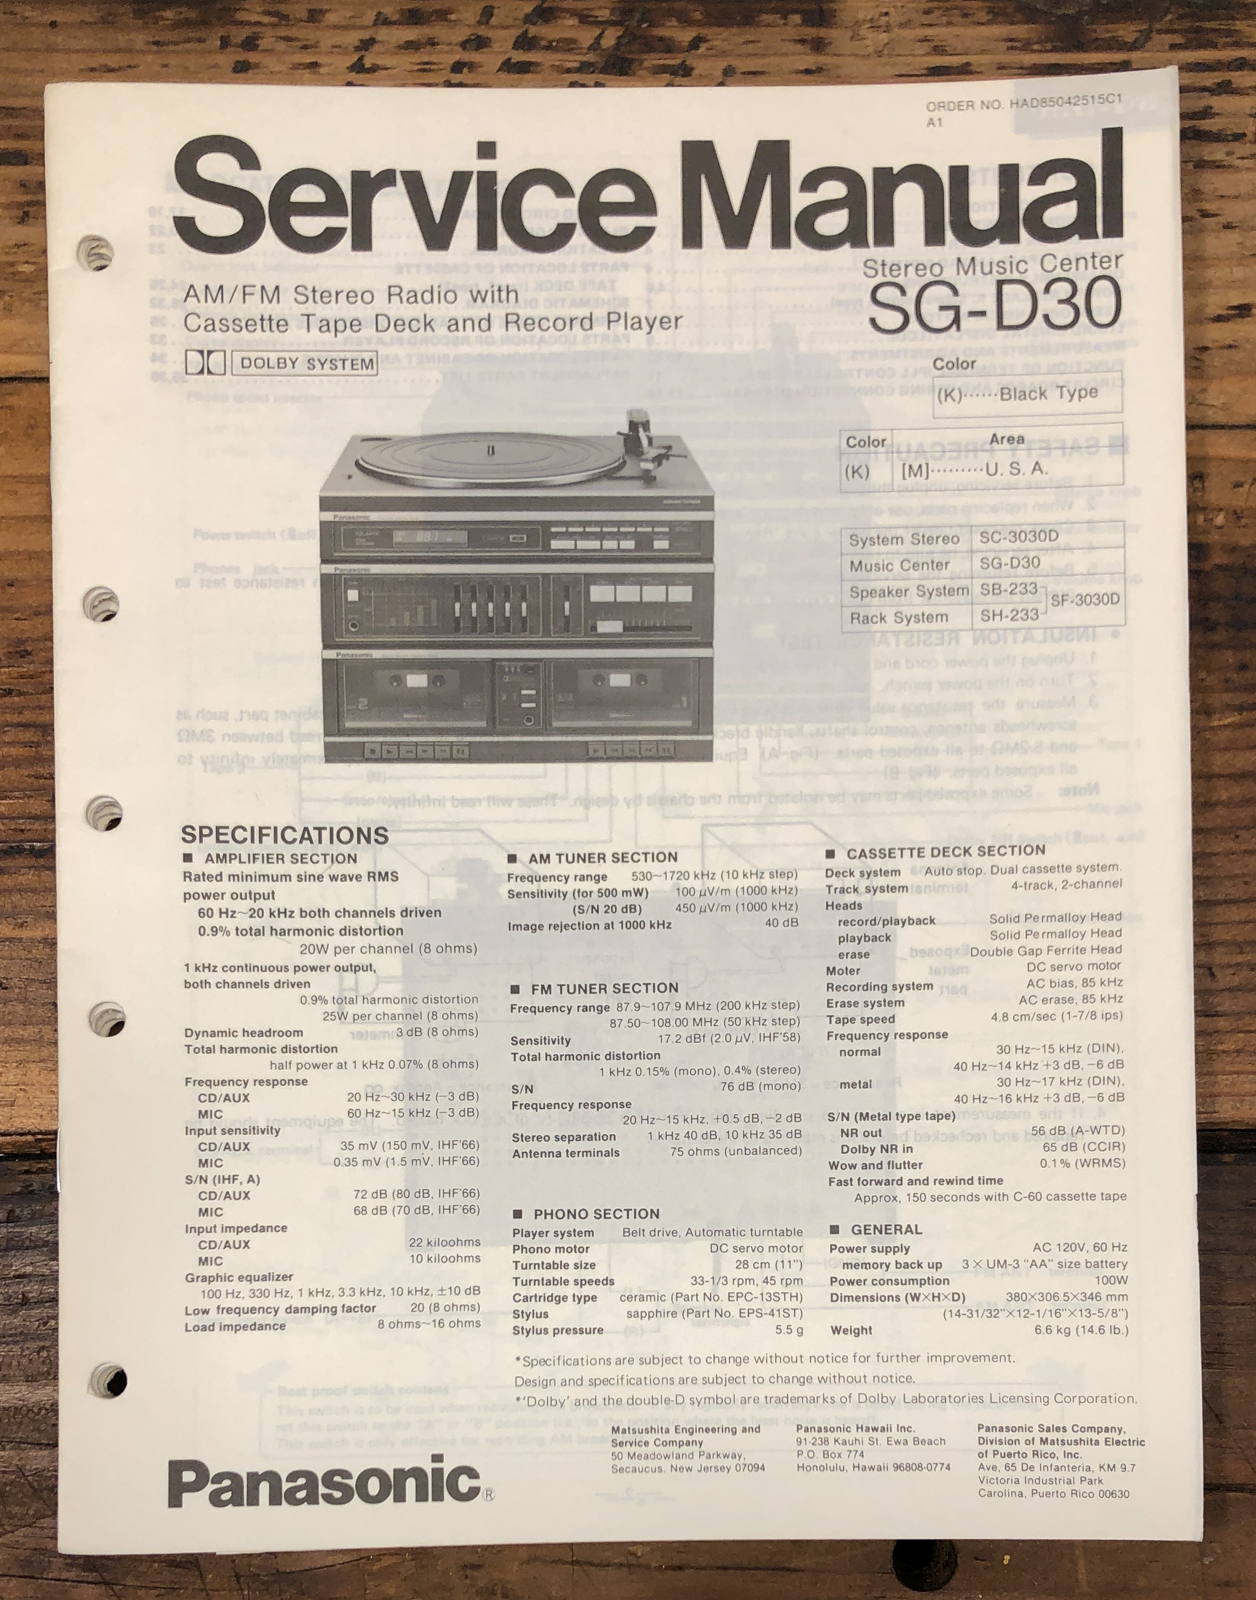 ORDER NO. HAD85042515C1
A1
Service Manual
Stereo Music Center
SG-D30
AM/FM Stereo Radio with
Cassette Tape Deck and Record Player
DOLBY SYSTEM
Color
(K)······Black Type
Color Area
(K) [M]·········U. S. A.
System Stereo SC-3030D
Music Center SG-D30
Speaker System SB-233
SF-3030D
Rack System SH-233
Panasonic
Panasonic
Panasonic
SPECIFICATIONS
■ AMPLIFIER SECTION
Rated minimum sine wave RMS
power output
60 Hz~20 kHz both channels driven
0.9% total harmonic distortion
20W per channel (8 ohms)
1 kHz continuous power output,
both channels driven
0.9% total harmonic distortion
25W per channel (8 ohms)
Dynamic headroom 3 dB (8 ohms)
Total harmonic distortion
half power at 1 kHz 0.07% (8 ohms)
Frequency response
CD/AUX 20 Hz~30 kHz (−3 dB)
MIC 60 Hz~15 kHz (−3 dB)
Input sensitivity
CD/AUX 35 mV (150 mV, IHF'66)
MIC 0.35 mV (1.5 mV, IHF'66)
S/N (IHF, A)
CD/AUX 72 dB (80 dB, IHF'66)
MIC 68 dB (70 dB, IHF'66)
Input impedance
CD/AUX 22 kiloohms
MIC 10 kiloohms
Graphic equalizer
100 Hz, 330 Hz, 1 kHz, 3.3 kHz, 10 kHz, ±10 dB
Low frequency damping factor 20 (8 ohms)
Load impedance 8 ohms~16 ohms
■ AM TUNER SECTION
Frequency range 530~1720 kHz (10 kHz step)
Sensitivity (for 500 mW) 100 μV/m (1000 kHz)
(S/N 20 dB) 450 μV/m (1000 kHz)
Image rejection at 1000 kHz 40 dB
■ FM TUNER SECTION
Frequency range 87.9~107.9 MHz (200 kHz step)
87.50~108.00 MHz (50 kHz step)
Sensitivity 17.2 dBf (2.0 μV, IHF'58)
Total harmonic distortion
1 kHz 0.15% (mono), 0.4% (stereo)
S/N 76 dB (mono)
Frequency response
20 Hz~15 kHz, +0.5 dB, −2 dB
Stereo separation 1 kHz 40 dB, 10 kHz 35 dB
Antenna terminals 75 ohms (unbalanced)
■ PHONO SECTION
Player system Belt drive, Automatic turntable
Phono motor DC servo motor
Turntable size 28 cm (11")
Turntable speeds 33-1/3 rpm, 45 rpm
Cartridge type ceramic (Part No. EPC-13STH)
Stylus sapphire (Part No. EPS-41ST)
Stylus pressure 5.5 g
■ CASSETTE DECK SECTION
Deck system Auto stop. Dual cassette system.
Track system 4-track, 2-channel
Heads
record/playback Solid Permalloy Head
playback Solid Permalloy Head
erase Double Gap Ferrite Head
Moter DC servo motor
Recording system AC bias, 85 kHz
Erase system AC erase, 85 kHz
Tape speed 4.8 cm/sec (1-7/8 ips)
Frequency response
normal 30 Hz~15 kHz (DIN),
40 Hz~14 kHz +3 dB, −6 dB
metal 30 Hz~17 kHz (DIN),
40 Hz~16 kHz +3 dB, −6 dB
S/N (Metal type tape)
NR out 56 dB (A-WTD)
Dolby NR in 65 dB (CCIR)
Wow and flutter 0.1% (WRMS)
Fast forward and rewind time
Approx, 150 seconds with C-60 cassette tape
■ GENERAL
Power supply AC 120V, 60 Hz
memory back up 3 × UM-3 "AA" size battery
Power consumption 100W
Dimensions (W×H×D) 380×306.5×346 mm
(14-31/32"×12-1/16"×13-5/8")
Weight 6.6 kg (14.6 lb.)
*Specifications are subject to change without notice for further improvement.
Design and specifications are subject to change without notice.
*'Dolby' and the double-D symbol are trademarks of Dolby Laboratories Licensing Corporation.
Panasonic®
Matsushita Engineering and
Service Company
50 Meadowland Parkway,
Secaucus. New Jersey 07094
Panasonic Hawaii Inc.
91-238 Kauhi St. Ewa Beach
P.O. Box 774
Honolulu, Hawaii 96808-0774
Panasonic Sales Company,
Division of Matsushita Electric
of Puerto Rico, Inc.
Ave, 65 De Infanteria, KM 9.7
Victoria Industrial Park
Carolina, Puerto Rico 00630